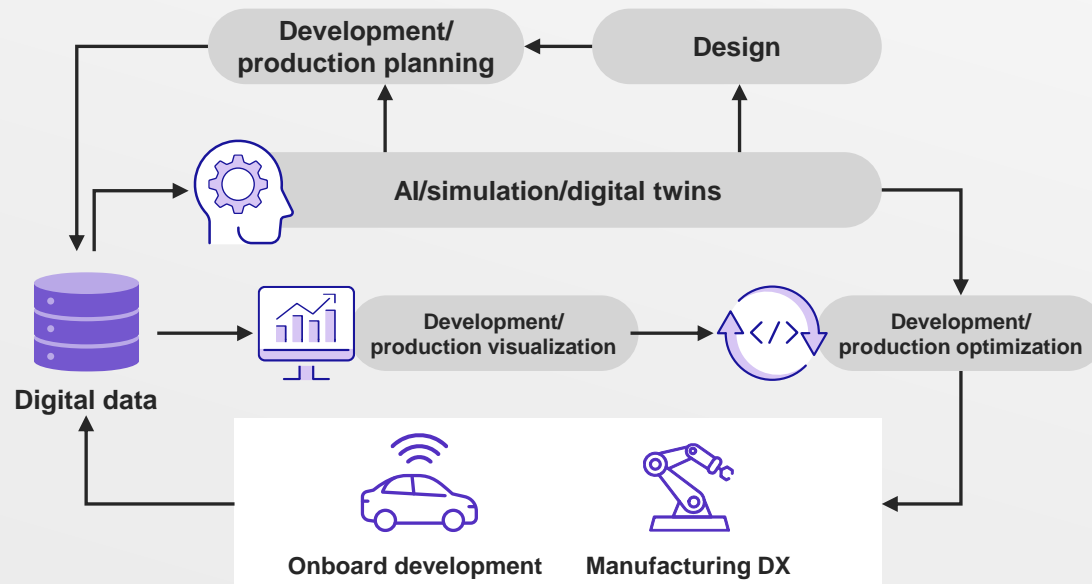 Development/
production planning
Design
AI/simulation/digital twins
Development/
production visualization
</>
Development/
production optimization
Digital data
Onboard development
Manufacturing DX